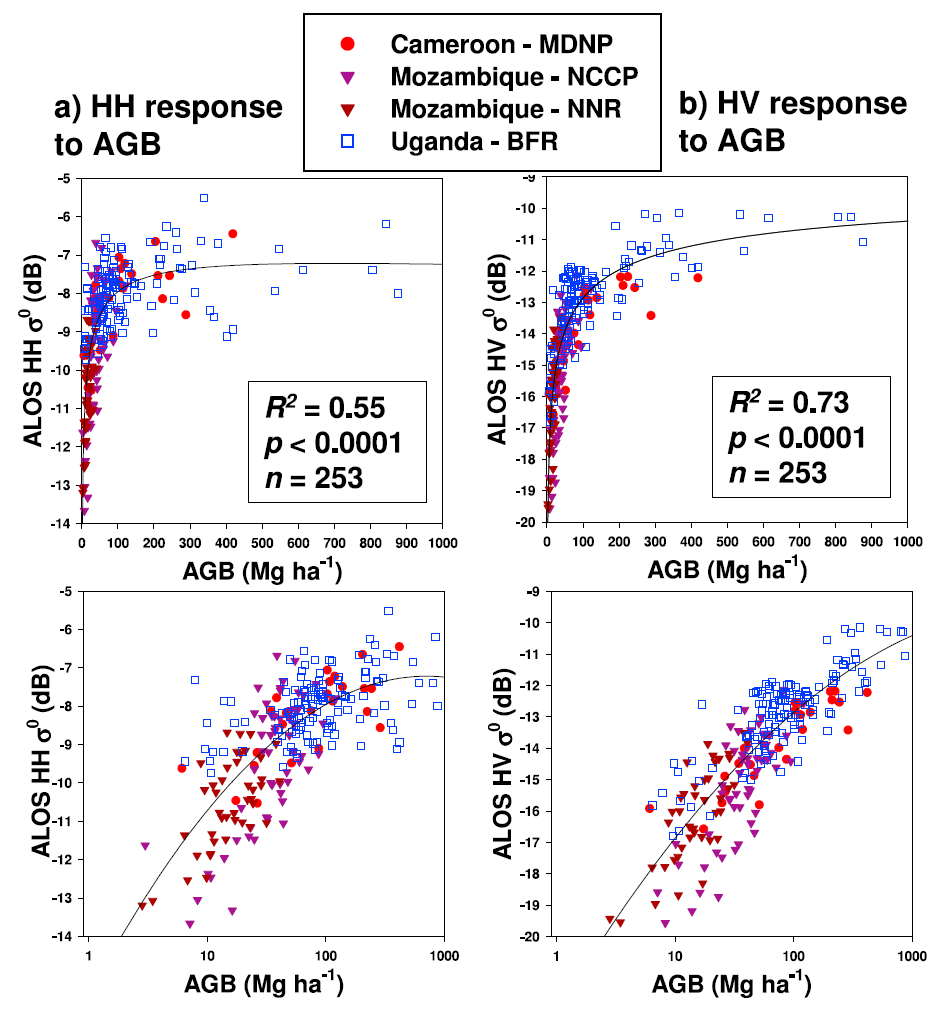 Cameroon - MDNP
Mozambique - NCCP
Mozambique - NNR
Uganda - BFR
a) HH response
to AGB
b) HV response
to AGB
-5
-6
-7
-8
-9
-10
-11
-12
-13
-14
ALOS HH σ⁰ (dB)
R² = 0.55
p < 0.0001
n = 253
0 100 200 300 400 500 600 700 800 900 1000
AGB (Mg ha⁻¹)
-9
-10
-11
-12
-13
-14
-15
-16
-17
-18
-19
-20
ALOS HV σ⁰ (dB)
R² = 0.73
p < 0.0001
n = 253
0 100 200 300 400 500 600 700 800 900 1000
AGB (Mg ha⁻¹)
-5
-6
-7
-8
-9
-10
-11
-12
-13
-14
ALOS HH σ⁰ (dB)
1 10 100 1000
AGB (Mg ha⁻¹)
-9
-10
-11
-12
-13
-14
-15
-16
-17
-18
-19
-20
ALOS HV σ⁰ (dB)
1 10 100 1000
AGB (Mg ha⁻¹)